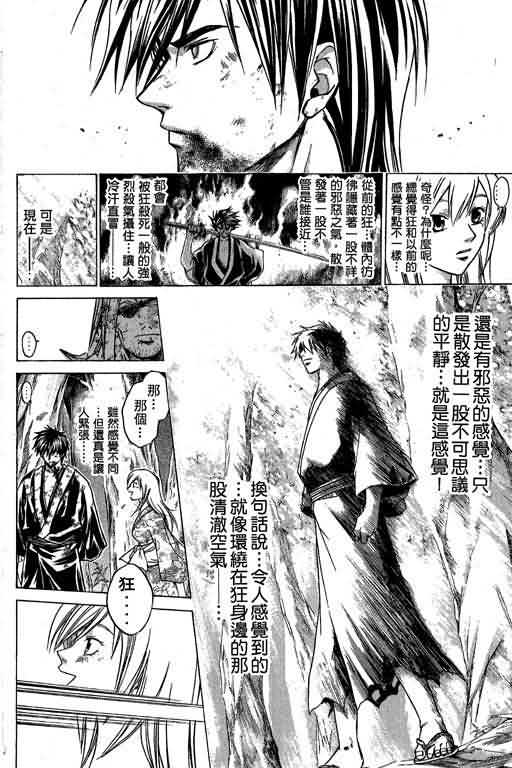 奇怪?為什麼呢…
總覺得狂和以前的
感覺有點不一樣…
從前的狂…體內仿
彿隱藏著一股不祥
的邪惡之氣,散
發著一股不
管是誰接近…
都會
被狂殺死一般的強
烈殺氣攝住…讓人
冷汗直冒
可是…
現在……
還是有邪惡的感覺…只
是散發出一股不可思議
的平靜…就是這感覺!
換句話說…令人感覺到的
…就像環繞在狂身邊的那
股清澈空氣——……
……
那…
那個…
雖然感覺不同
…但還真是讓
人緊張……
……
狂…